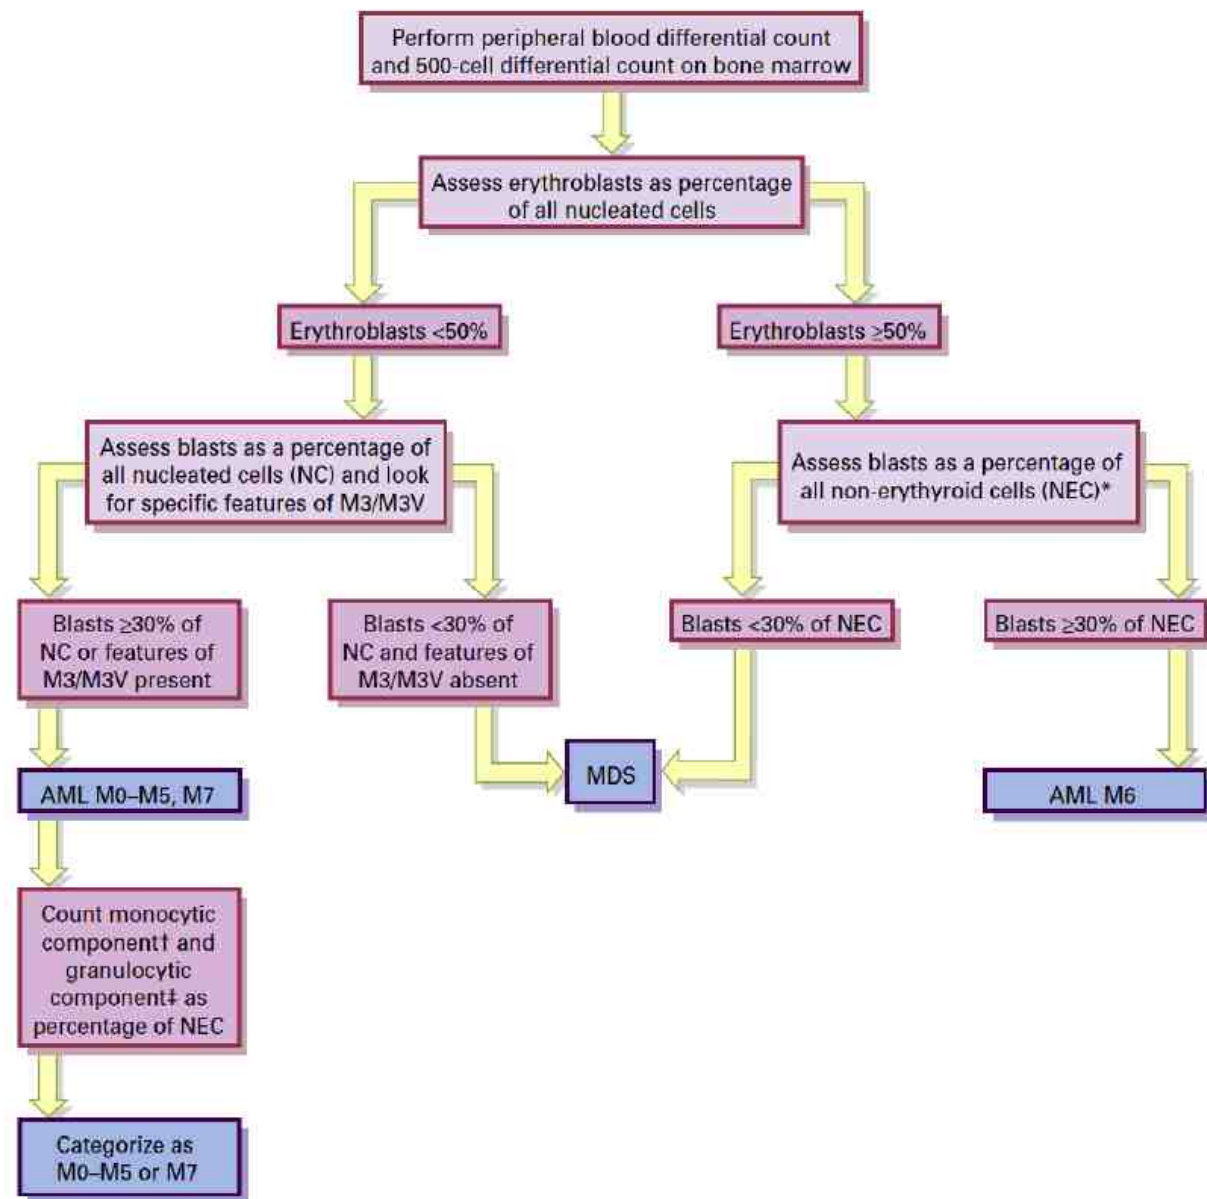 Perform peripheral blood differential count
and 500-cell differential count on bone marrow
Assess erythroblasts as percentage
of all nucleated cells
Erythroblasts <50%
Erythroblasts ≥50%
Assess blasts as a percentage of
all nucleated cells (NC) and look
for specific features of M3/M3V
Assess blasts as a percentage of
all non-erythyroid cells (NEC)*
Blasts ≥30% of
NC or features of
M3/M3V present
Blasts <30% of
NC and features of
M3/M3V absent
Blasts <30% of NEC
Blasts ≥30% of NEC
AML M0–M5, M7
MDS
AML M6
Count monocytic
component† and
granulocytic
component‡ as
percentage of NEC
Categorize as
M0–M5 or M7